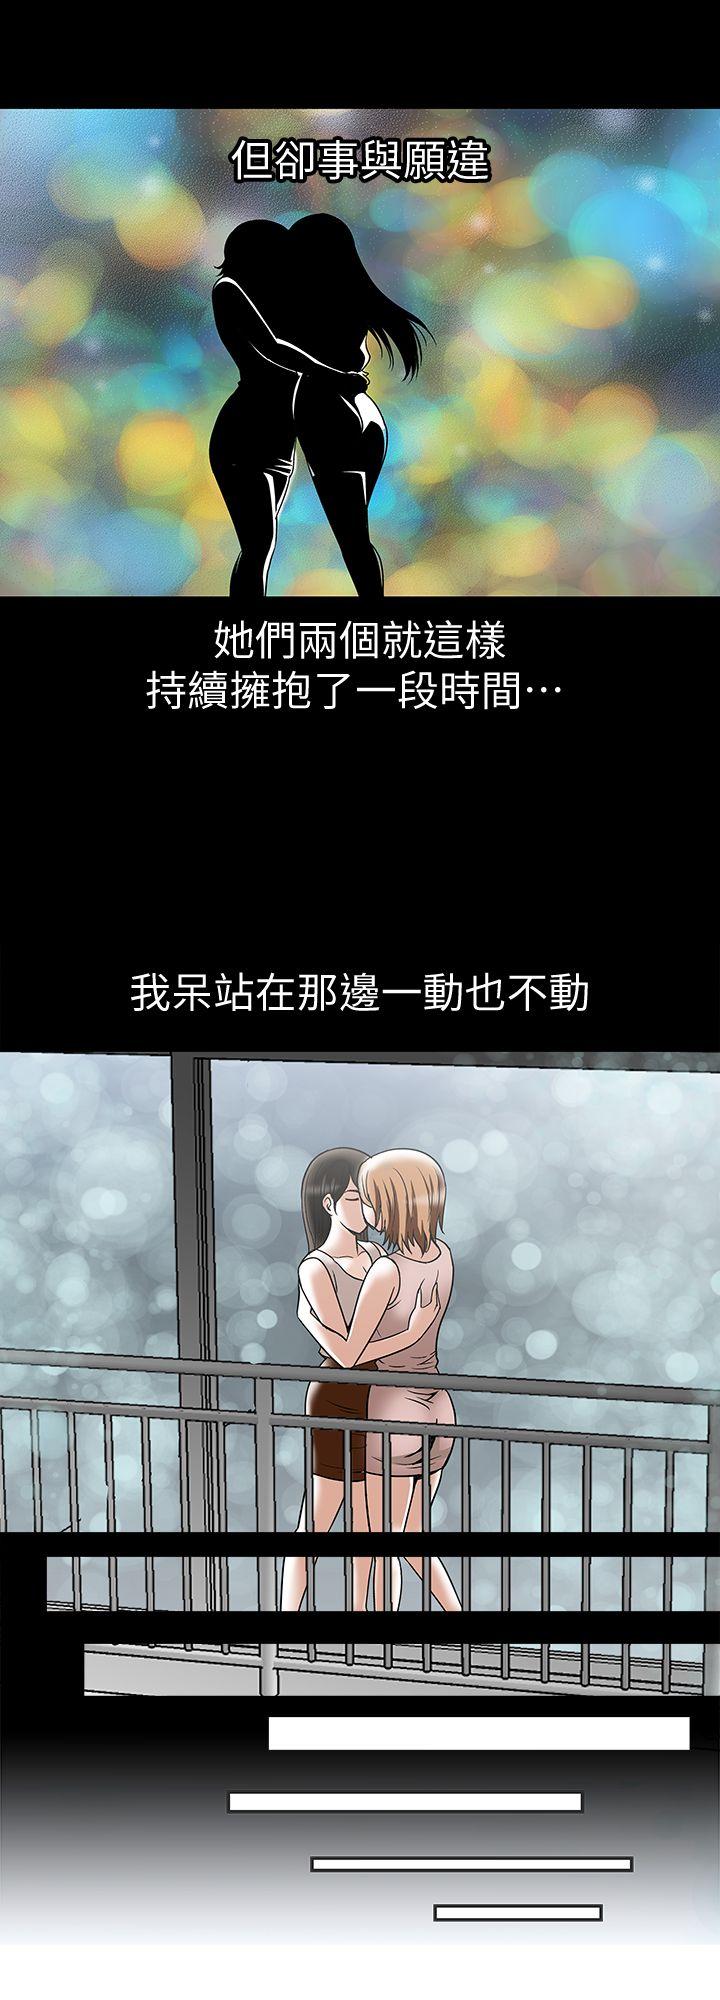 但卻事與願違
她們兩個就這樣
持續擁抱了一段時間⋯
我呆站在那邊一動也不動